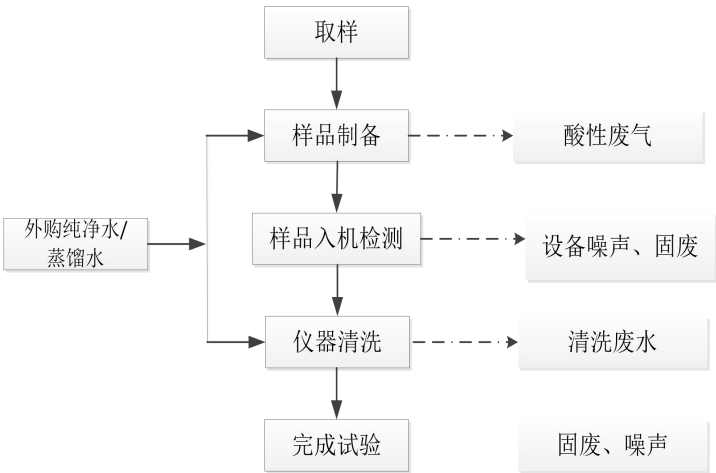 取样
样品制备
酸性废气
外购纯净水/
蒸馏水
样品入机检测
设备噪声、固废
仪器清洗
清洗废水
完成试验
固废、噪声